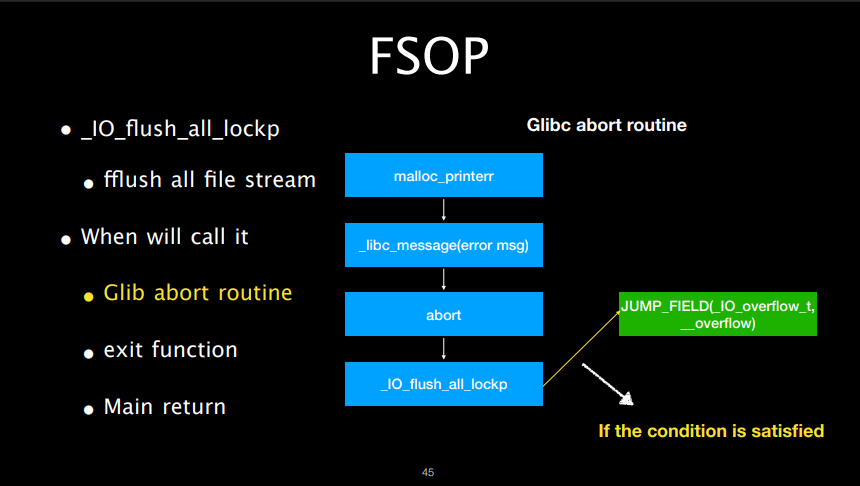 FSOP
• _IO_flush_all_lockp
• fflush all file stream
• When will call it
• Glib abort routine
• exit function
• Main return
Glibc abort routine
malloc_printerr
_libc_message(error msg)
abort
_IO_flush_all_lockp
JUMP_FIELD(_IO_overflow_t,
__overflow)
If the condition is satisfied
45